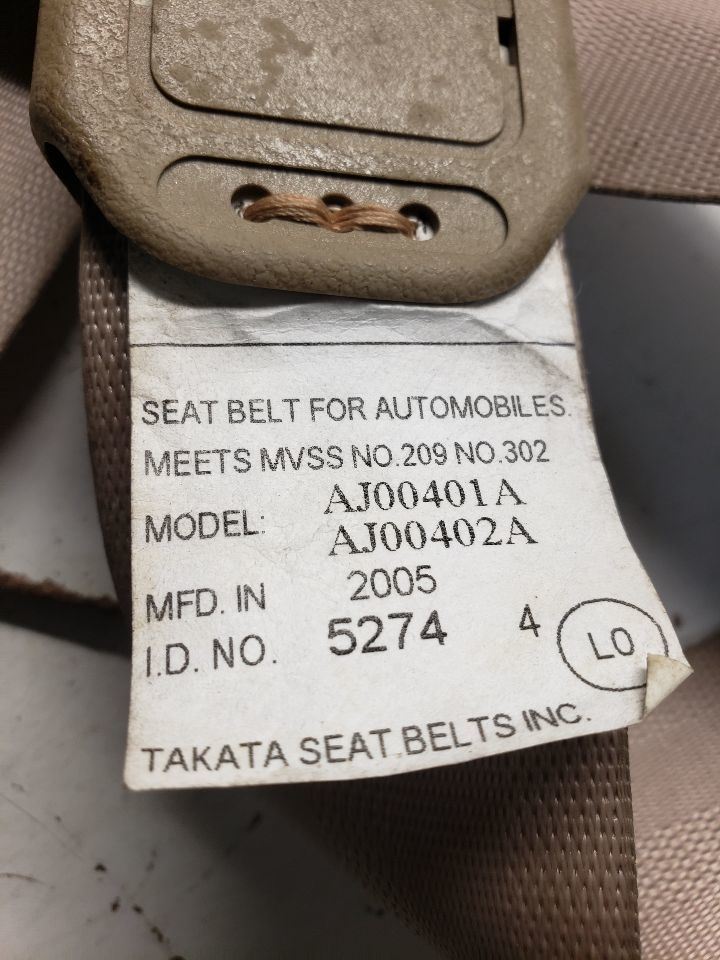 SEAT BELT FOR AUTOMOBILES.
MEETS MVSS NO.209 NO.302
MODEL: AJ00401A
AJ00402A
MFD. IN 2005
I.D. NO. 5274 4 LO
TAKATA SEAT BELTS INC.